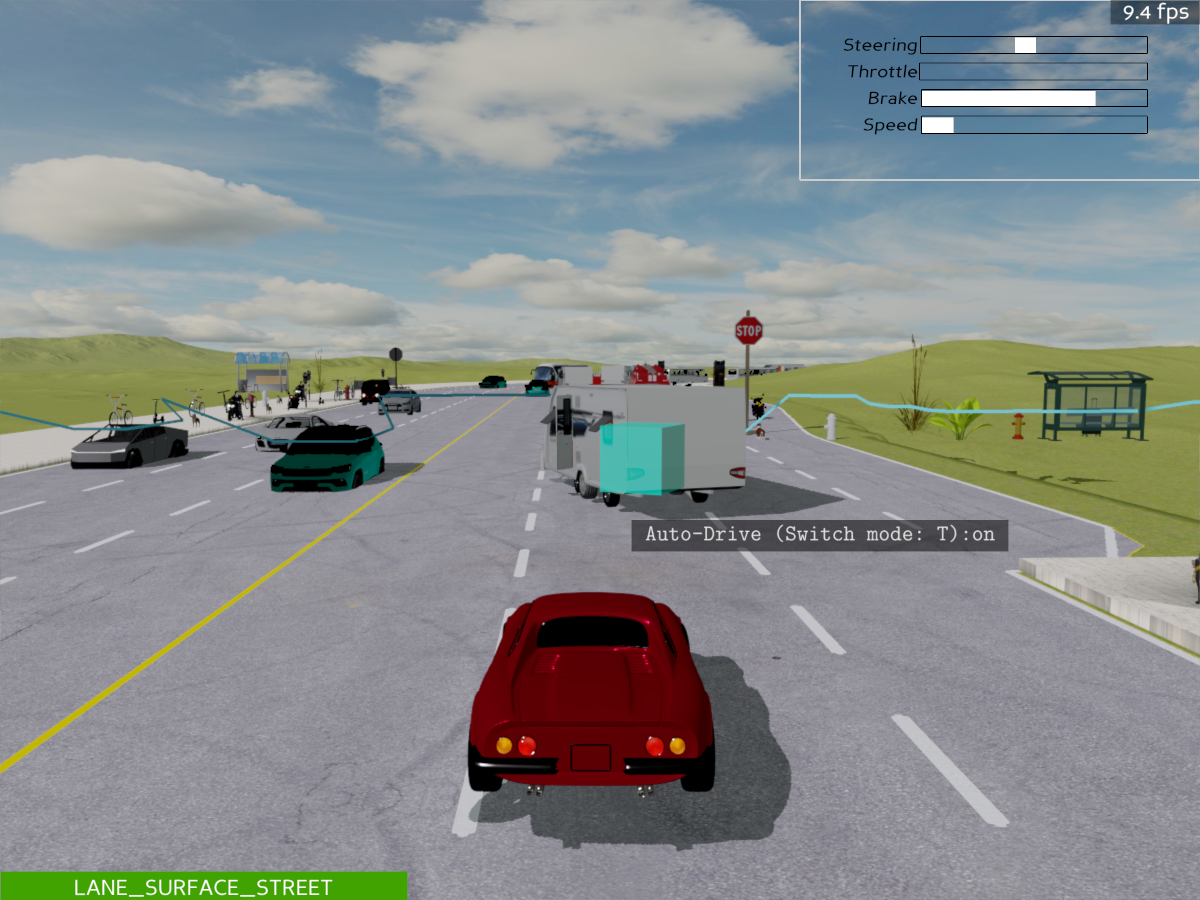 9.4 fps
Steering
Throttle
Brake
Speed
STOP
Auto-Drive (Switch mode: T):on
LANE_SURFACE_STREET